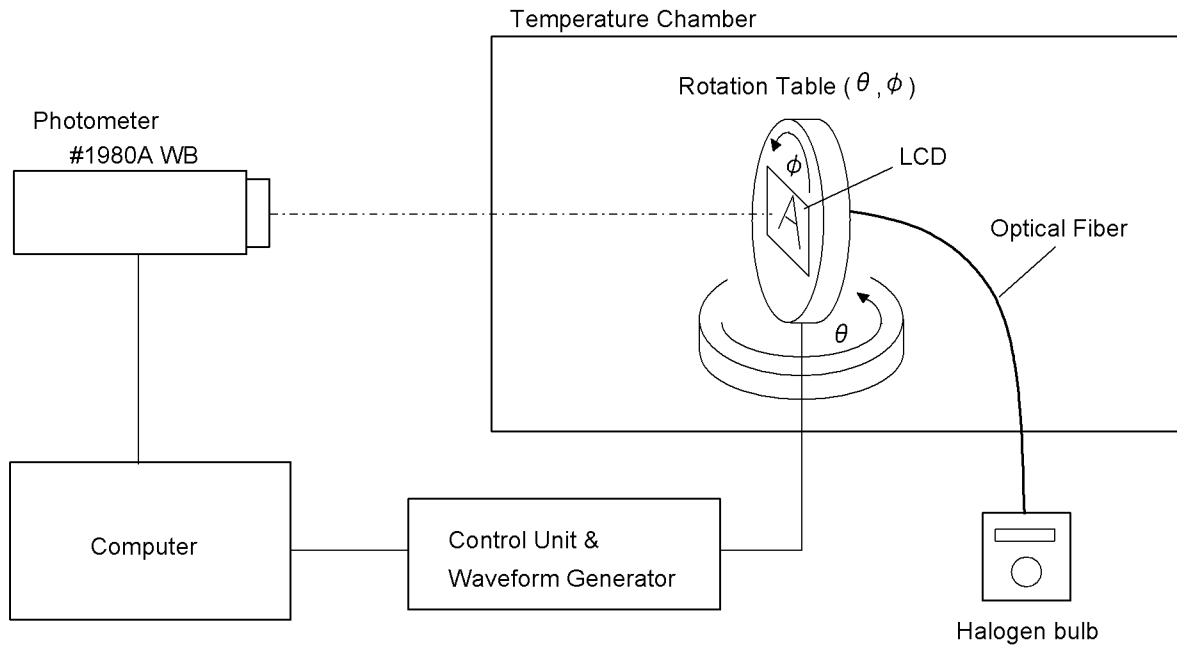 Temperature Chamber
Rotation Table ( θ , ϕ )
Photometer
#1980A WB
ϕ
LCD
A
Optical Fiber
θ
Computer
Control Unit &
Waveform Generator
Halogen bulb